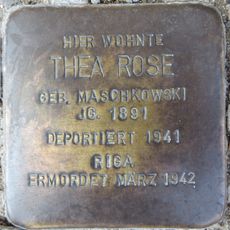 HIER WOHNTE
THEA ROSE
GEB. MASCHKOWSKI
JG. 1891
DEPORTIERT 1941
RIGA
ERMORDET MÄRZ 1942